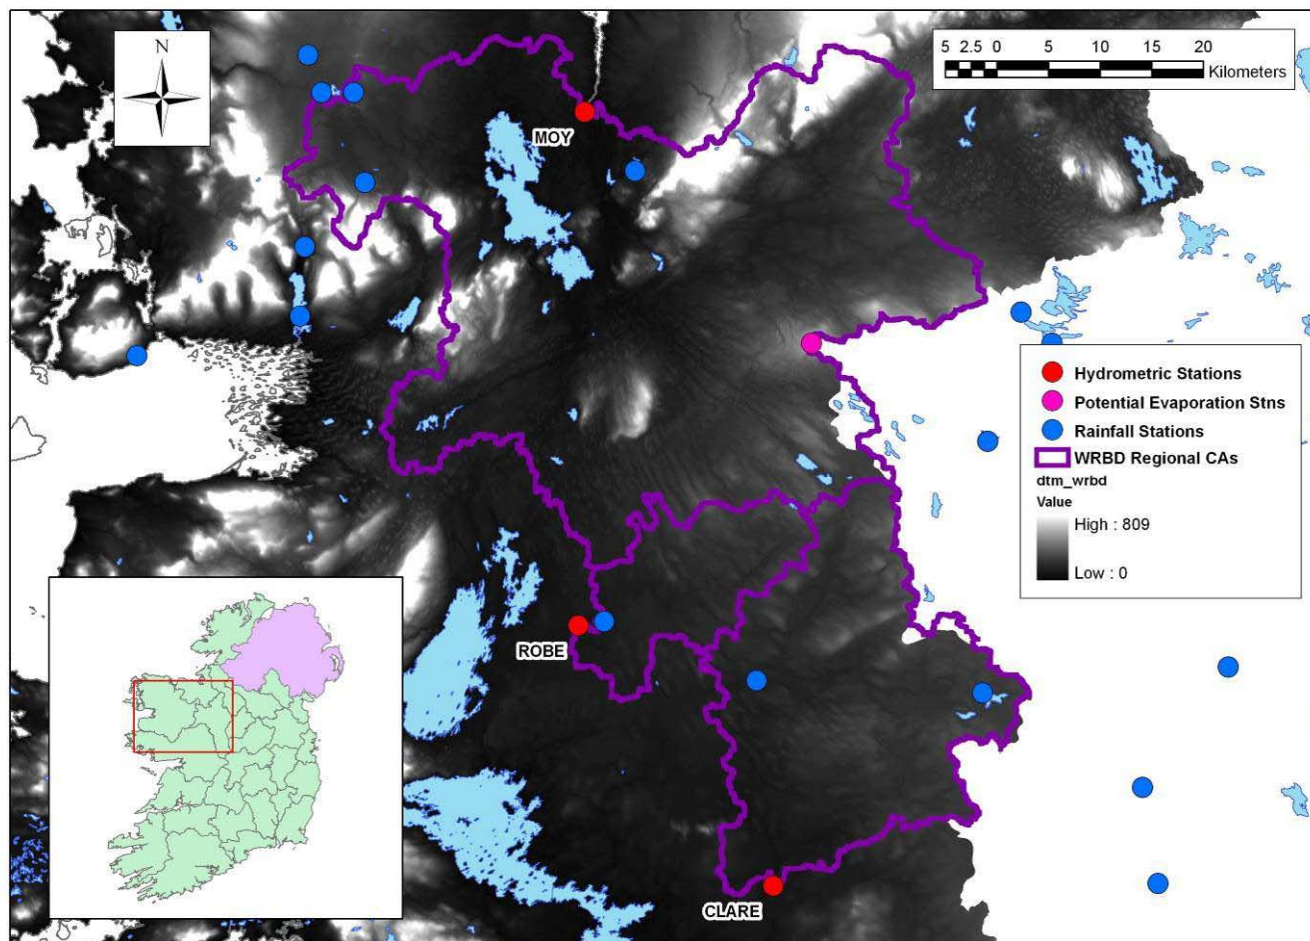 N
5 2.5 0 5 10 15 20
Kilometers
MOY
Hydrometric Stations
Potential Evaporation Stns
Rainfall Stations
WRBD Regional CAs
dtm_wrbd
Value
High : 809
Low : 0
ROBE
CLARE